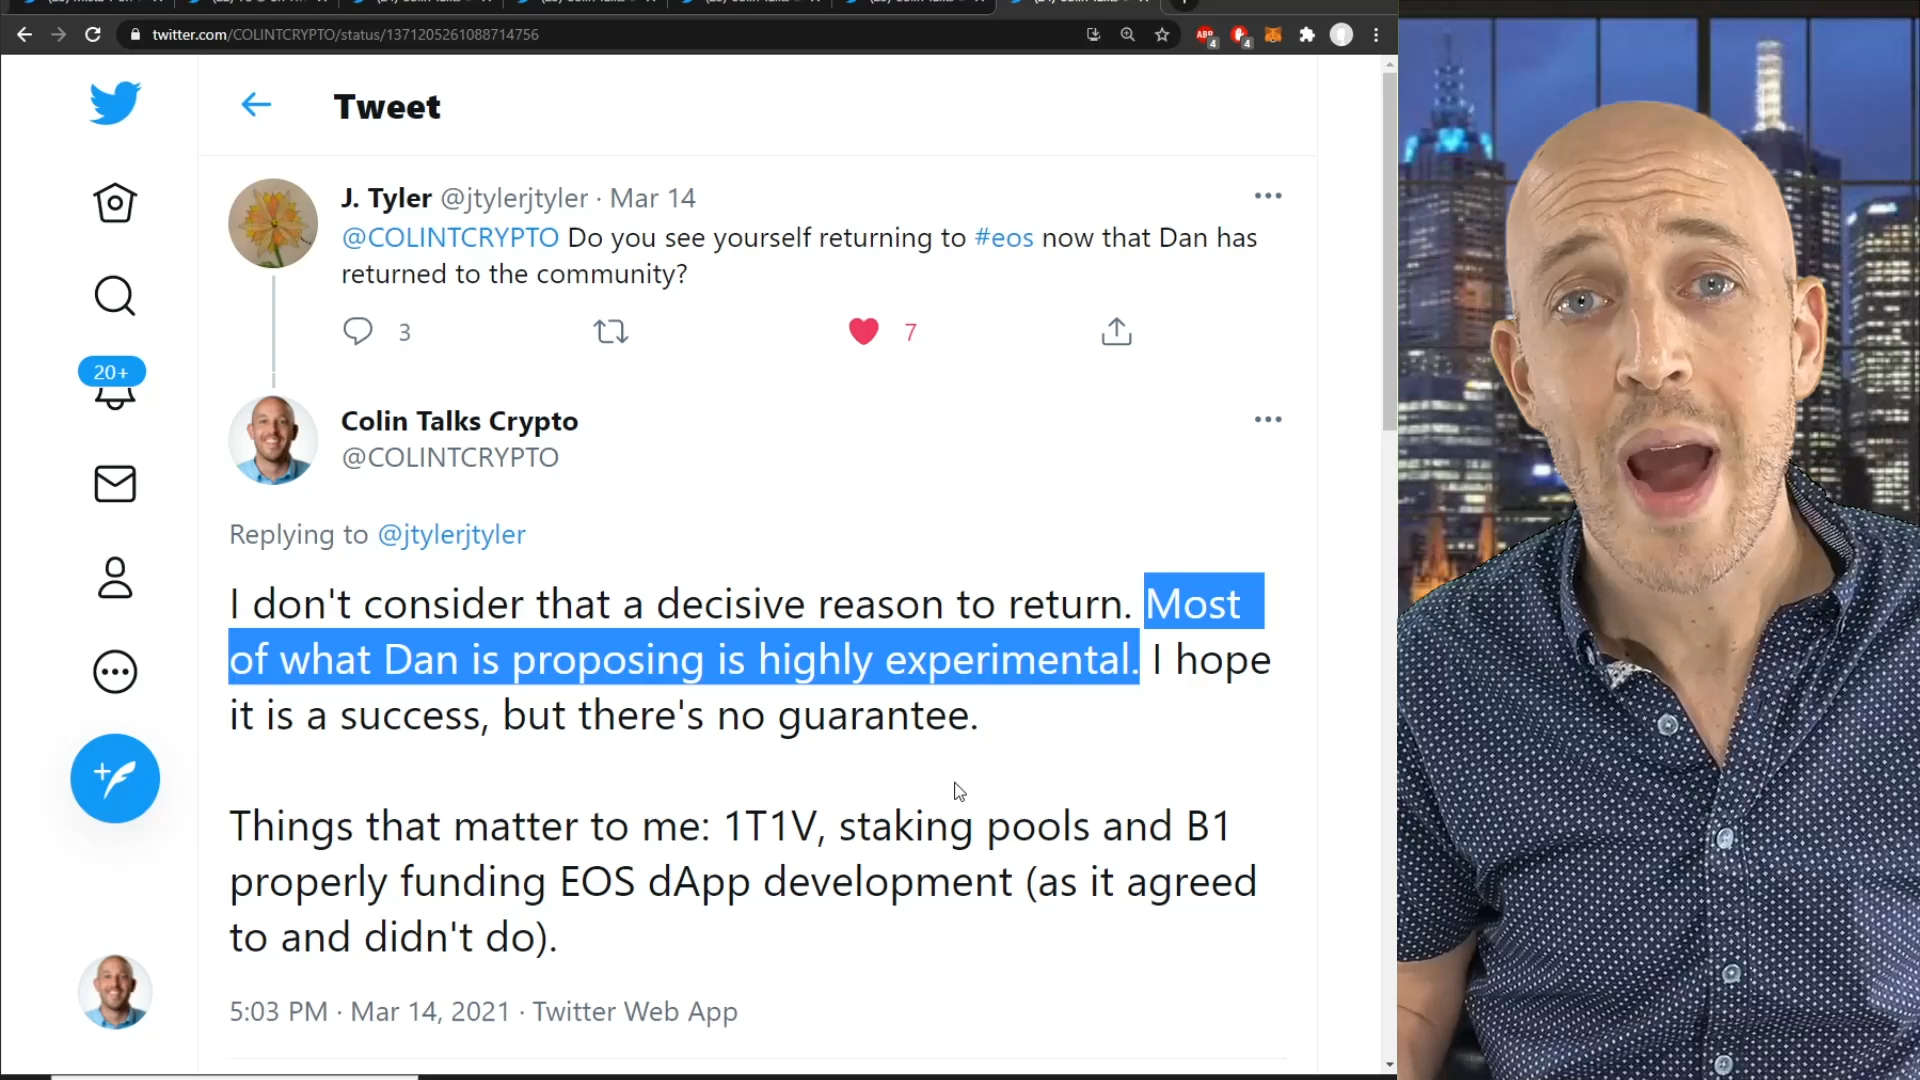 twitter.com/COLINTCRYPTO/status/1371205261088714756
ABP 4 4
Tweet
J. Tyler @jtylerjtyler · Mar 14
@COLINTCRYPTO Do you see yourself returning to #eos now that Dan has
returned to the community?
3 7
20+
Colin Talks Crypto
@COLINTCRYPTO
Replying to @jtylerjtyler
I don't consider that a decisive reason to return. Most
of what Dan is proposing is highly experimental. I hope
it is a success, but there's no guarantee.
Things that matter to me: 1T1V, staking pools and B1
properly funding EOS dApp development (as it agreed
to and didn't do).
5:03 PM · Mar 14, 2021 · Twitter Web App